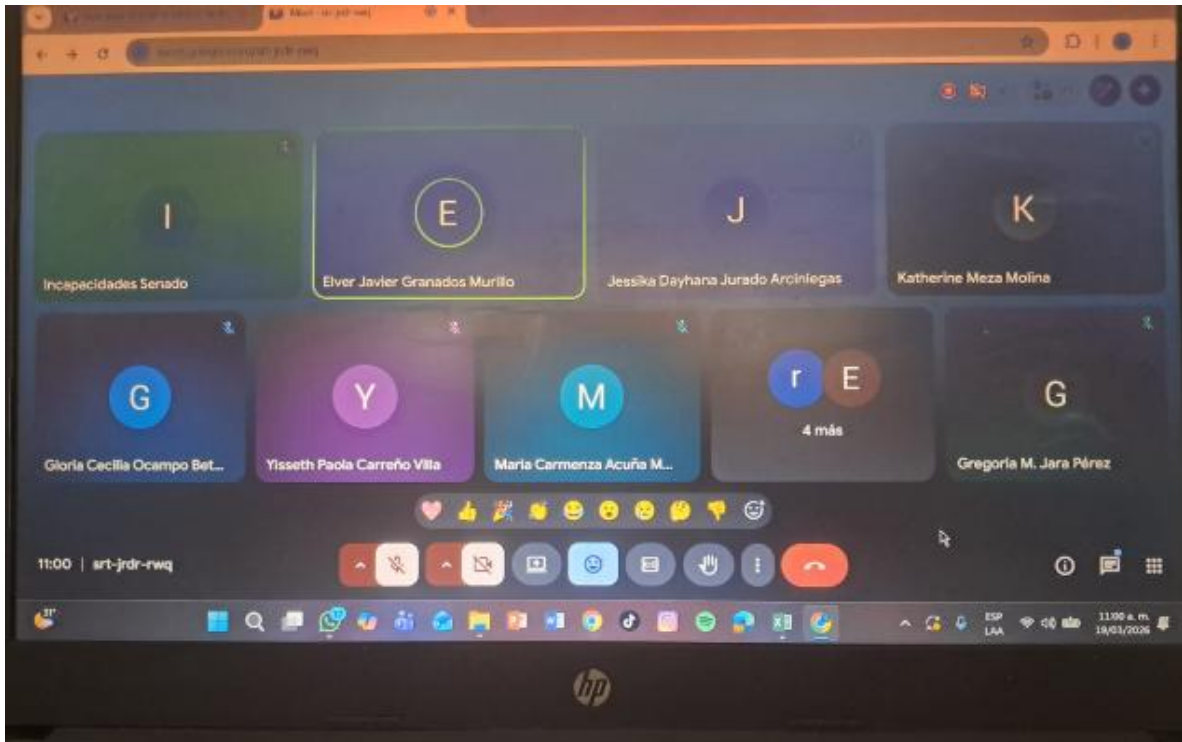 I
E
J
K
Incapacidades Senado
Elver Javier Granados Murillo
Jessika Dayhana Jurado Arciniegas
Katherine Meza Molina
G
Y
M
r E
4 más
G
Gloria Cecilia Ocampo Bet...
Yisseth Paola Carreño Villa
Maria Carmenza Acuña M...
Gregoria M. Jara Pérez
11:00 | srt-jrdr-rwq
31°
ESP
LAA
11:00 a. m.
19/03/2026
hp